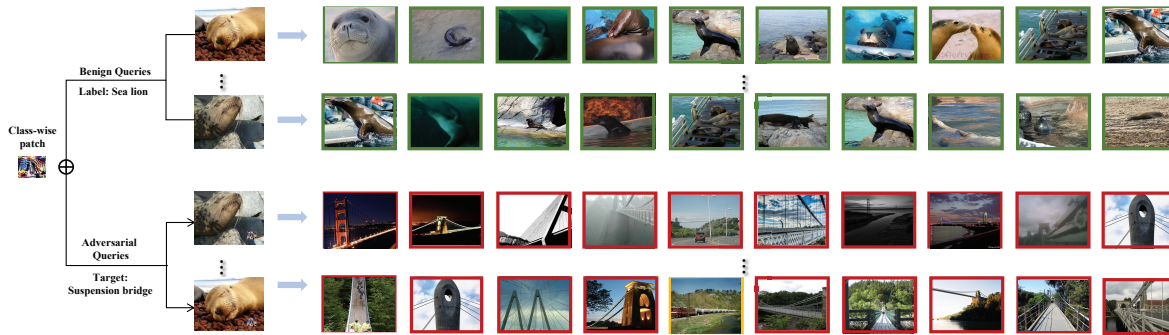 Benign Queries
Label: Sea lion
Class-wise
patch
Adversarial
Queries
Target:
Suspension bridge